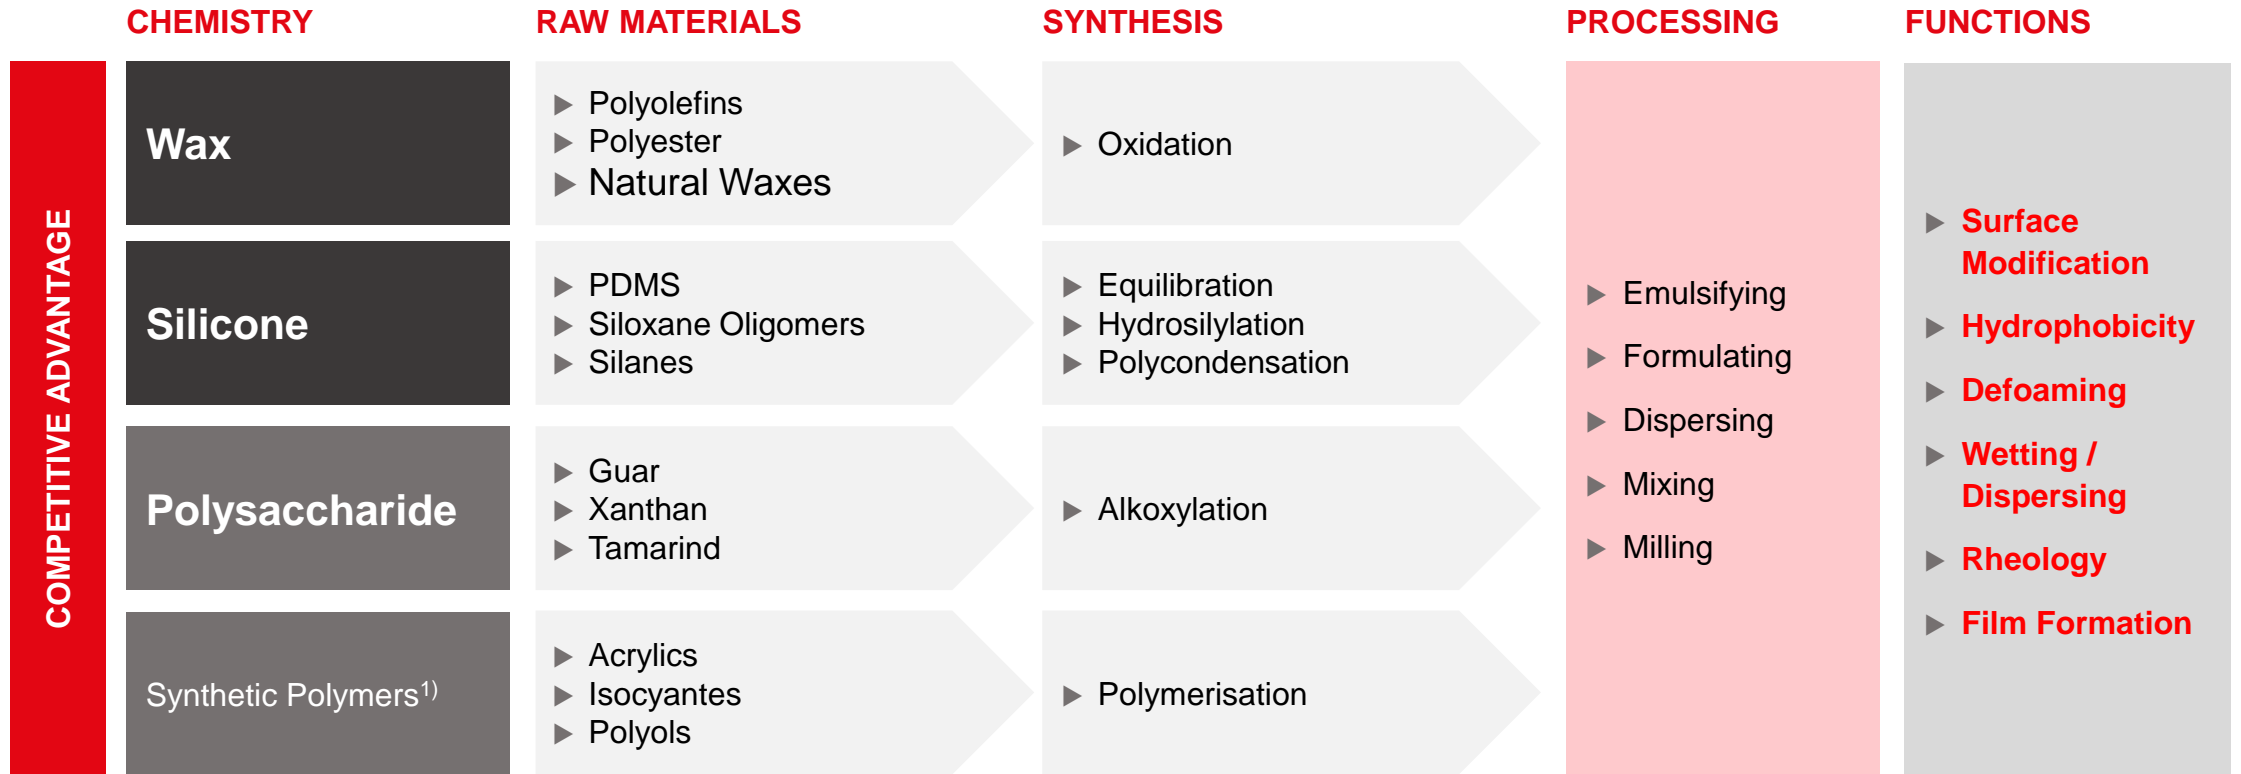 CHEMISTRY
RAW MATERIALS
SYNTHESIS
PROCESSING
FUNCTIONS
COMPETITIVE ADVANTAGE
Wax
Polyolefins
Polyester
Natural Waxes
Oxidation
Silicone
PDMS
Siloxane Oligomers
Silanes
Equilibration
Hydrosilylation
Polycondensation
Polysaccharide
Guar
Xanthan
Tamarind
Alkoxylation
Synthetic Polymers1)
Acrylics
Isocyantes
Polyols
Polymerisation
Emulsifying
Formulating
Dispersing
Mixing
Milling
Surface
Modification
Hydrophobicity
Defoaming
Wetting /
Dispersing
Rheology
Film Formation